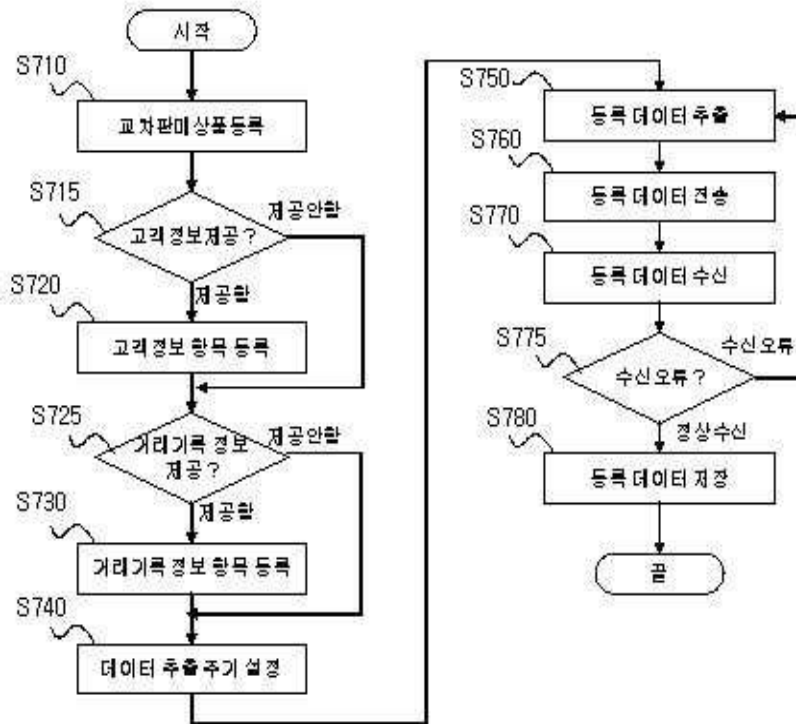 시작
S710
교차판매상품등록
S715
고객정보제공?
제공안함
제공함
S720
고객정보 항목 등록
S725
거래기록 정보
제공?
제공안함
제공함
S730
거래기록 정보 항목 등록
S740
데이터 추출 주기 설정
S750
등록 데이터 추출
S760
등록 데이터 전송
S770
등록 데이터 수신
S775
수신오류?
수신오류
정상수신
S780
등록 데이터 저장
끝